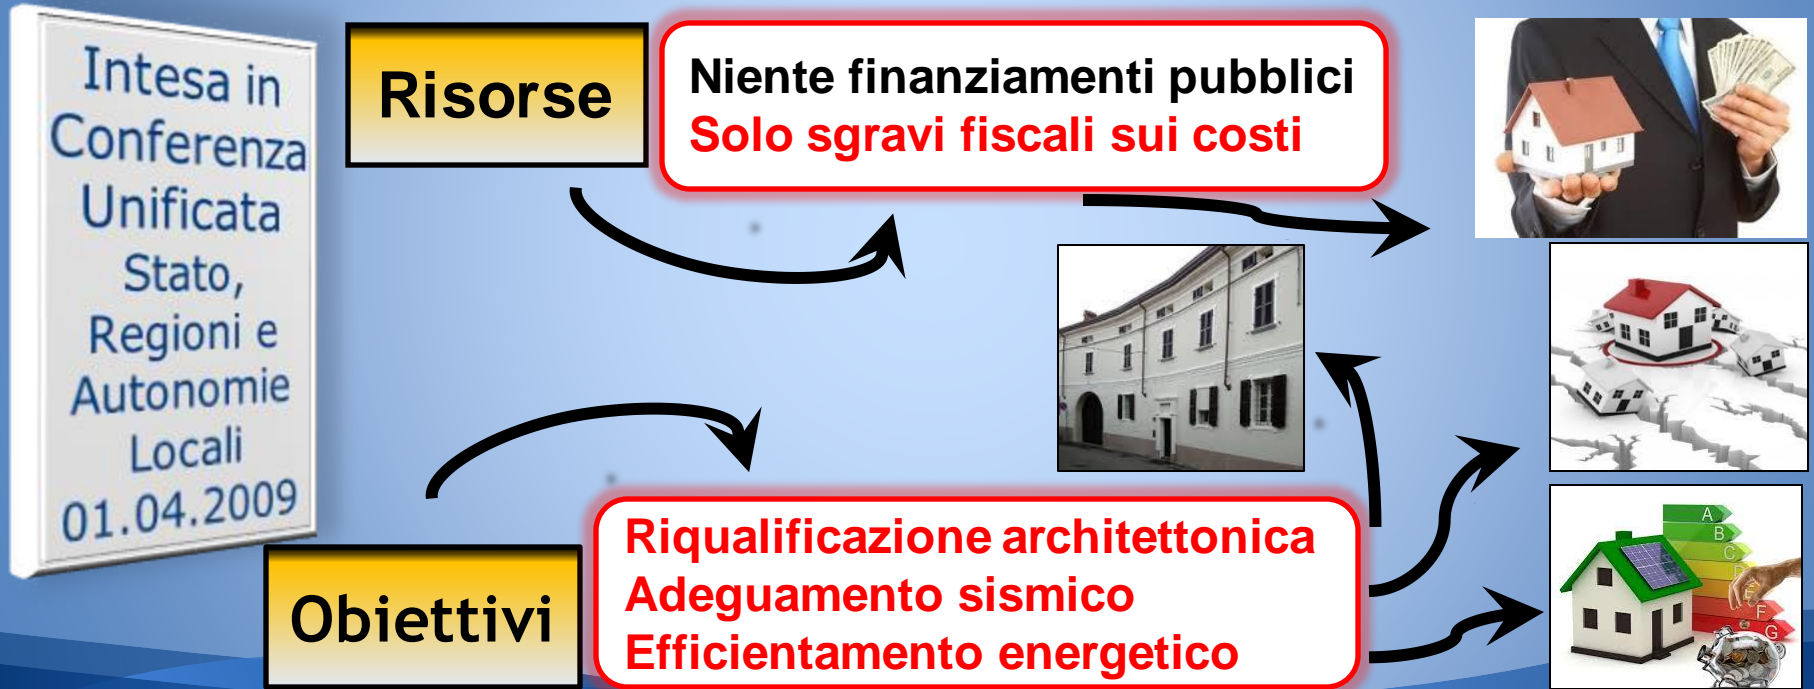 Intesa in
Conferenza
Unificata
Stato,
Regioni e
Autonomie
Locali
01.04.2009
Risorse
Niente finanziamenti pubblici
Solo sgravi fiscali sui costi
Obiettivi
Riqualificazione architettonica
Adeguamento sismico
Efficientamento energetico
A
B
C
D
E
F
G